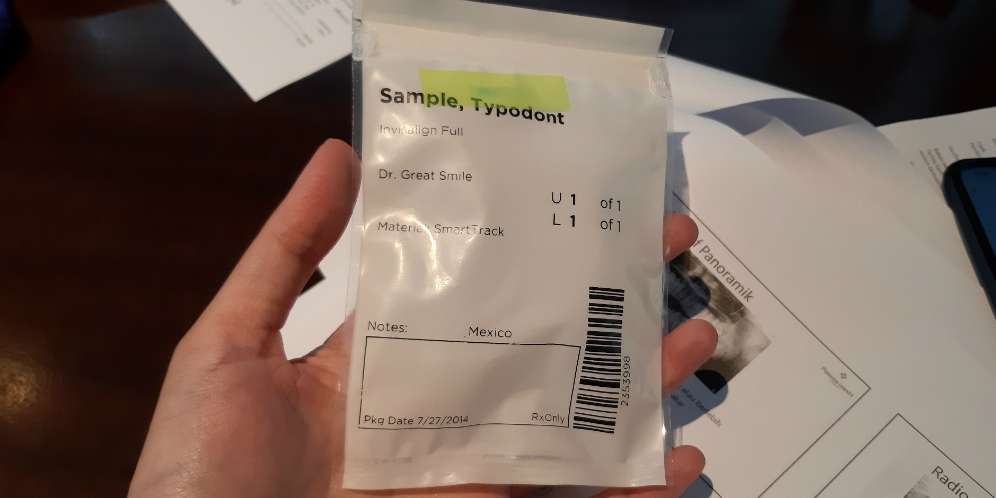 Sample, Typodont
Invisalign Full
Dr. Great Smile
U 1 of 1
L 1 of 1
Material: SmartTrack
Notes: Mexico
Pkg Date 7/27/2014 RxOnly
2353998
f Panoramik
Radio